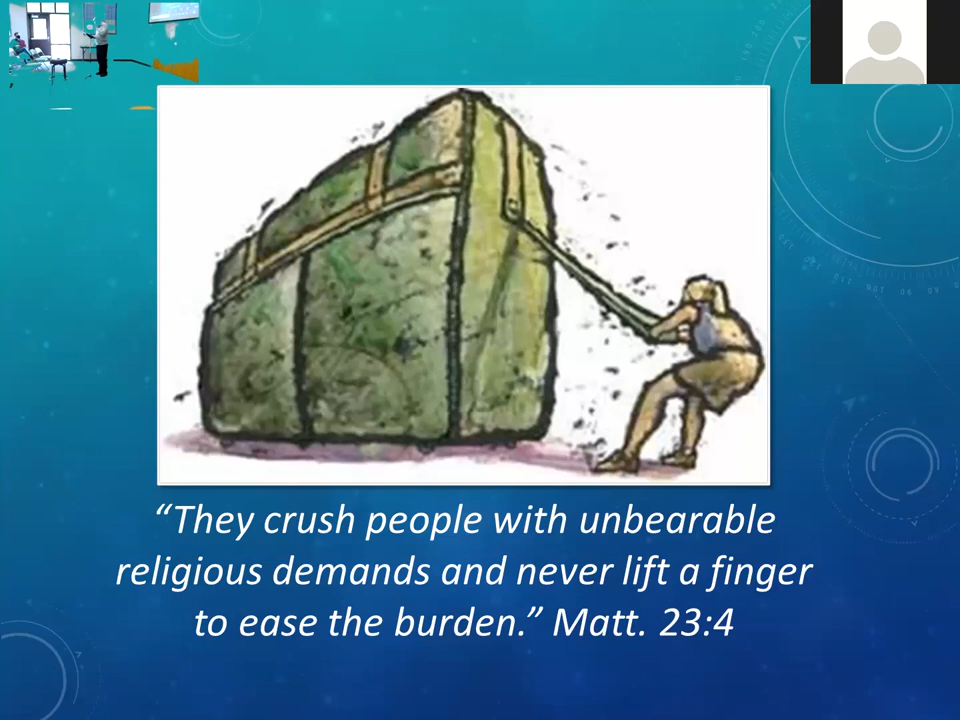 “They crush people with unbearable
religious demands and never lift a finger
to ease the burden.” Matt. 23:4